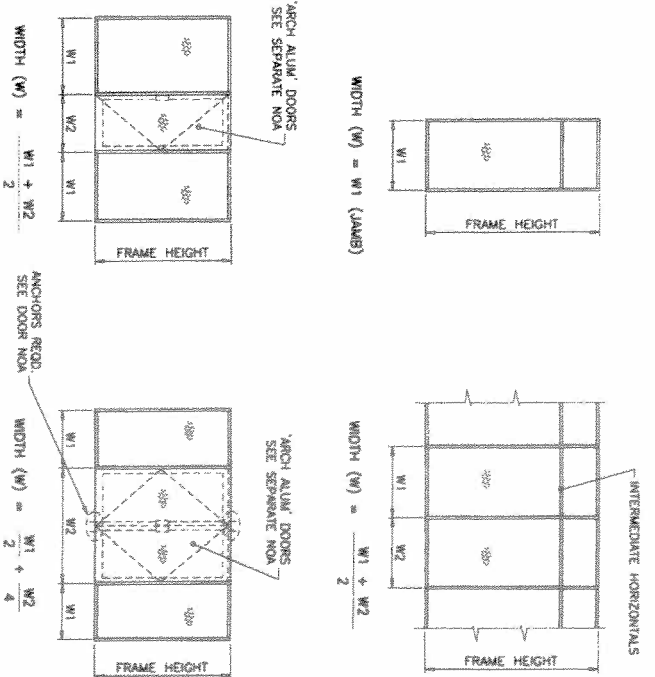 'ARCH ALUM' DOORS
SEE SEPARATE NOA
W1
W2
W1
FRAME HEIGHT
WIDTH (W) = W1 + W2
2
W1
FRAME HEIGHT
WIDTH (W) = W1 (JAMB)
ANCHORS REQD.
SEE DOOR NOA
'ARCH ALUM' DOORS
SEE SEPARATE NOA
W1
W2
W1
FRAME HEIGHT
WIDTH (W) = W1 + W2
2 4
INTERMEDIATE HORIZONTALS
W1
W2
FRAME HEIGHT
WIDTH (W) = W1 + W2
2